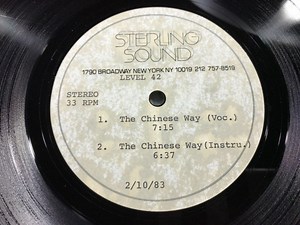 STERLING
SOUND
1790 BROADWAY NEW YORK NY 10019 212 757-8519
LEVEL 42
STEREO
33 RPM
1. The Chinese Way (Voc.)
7:15
2. The Chinese Way(Instru.)
6:37
2/10/83